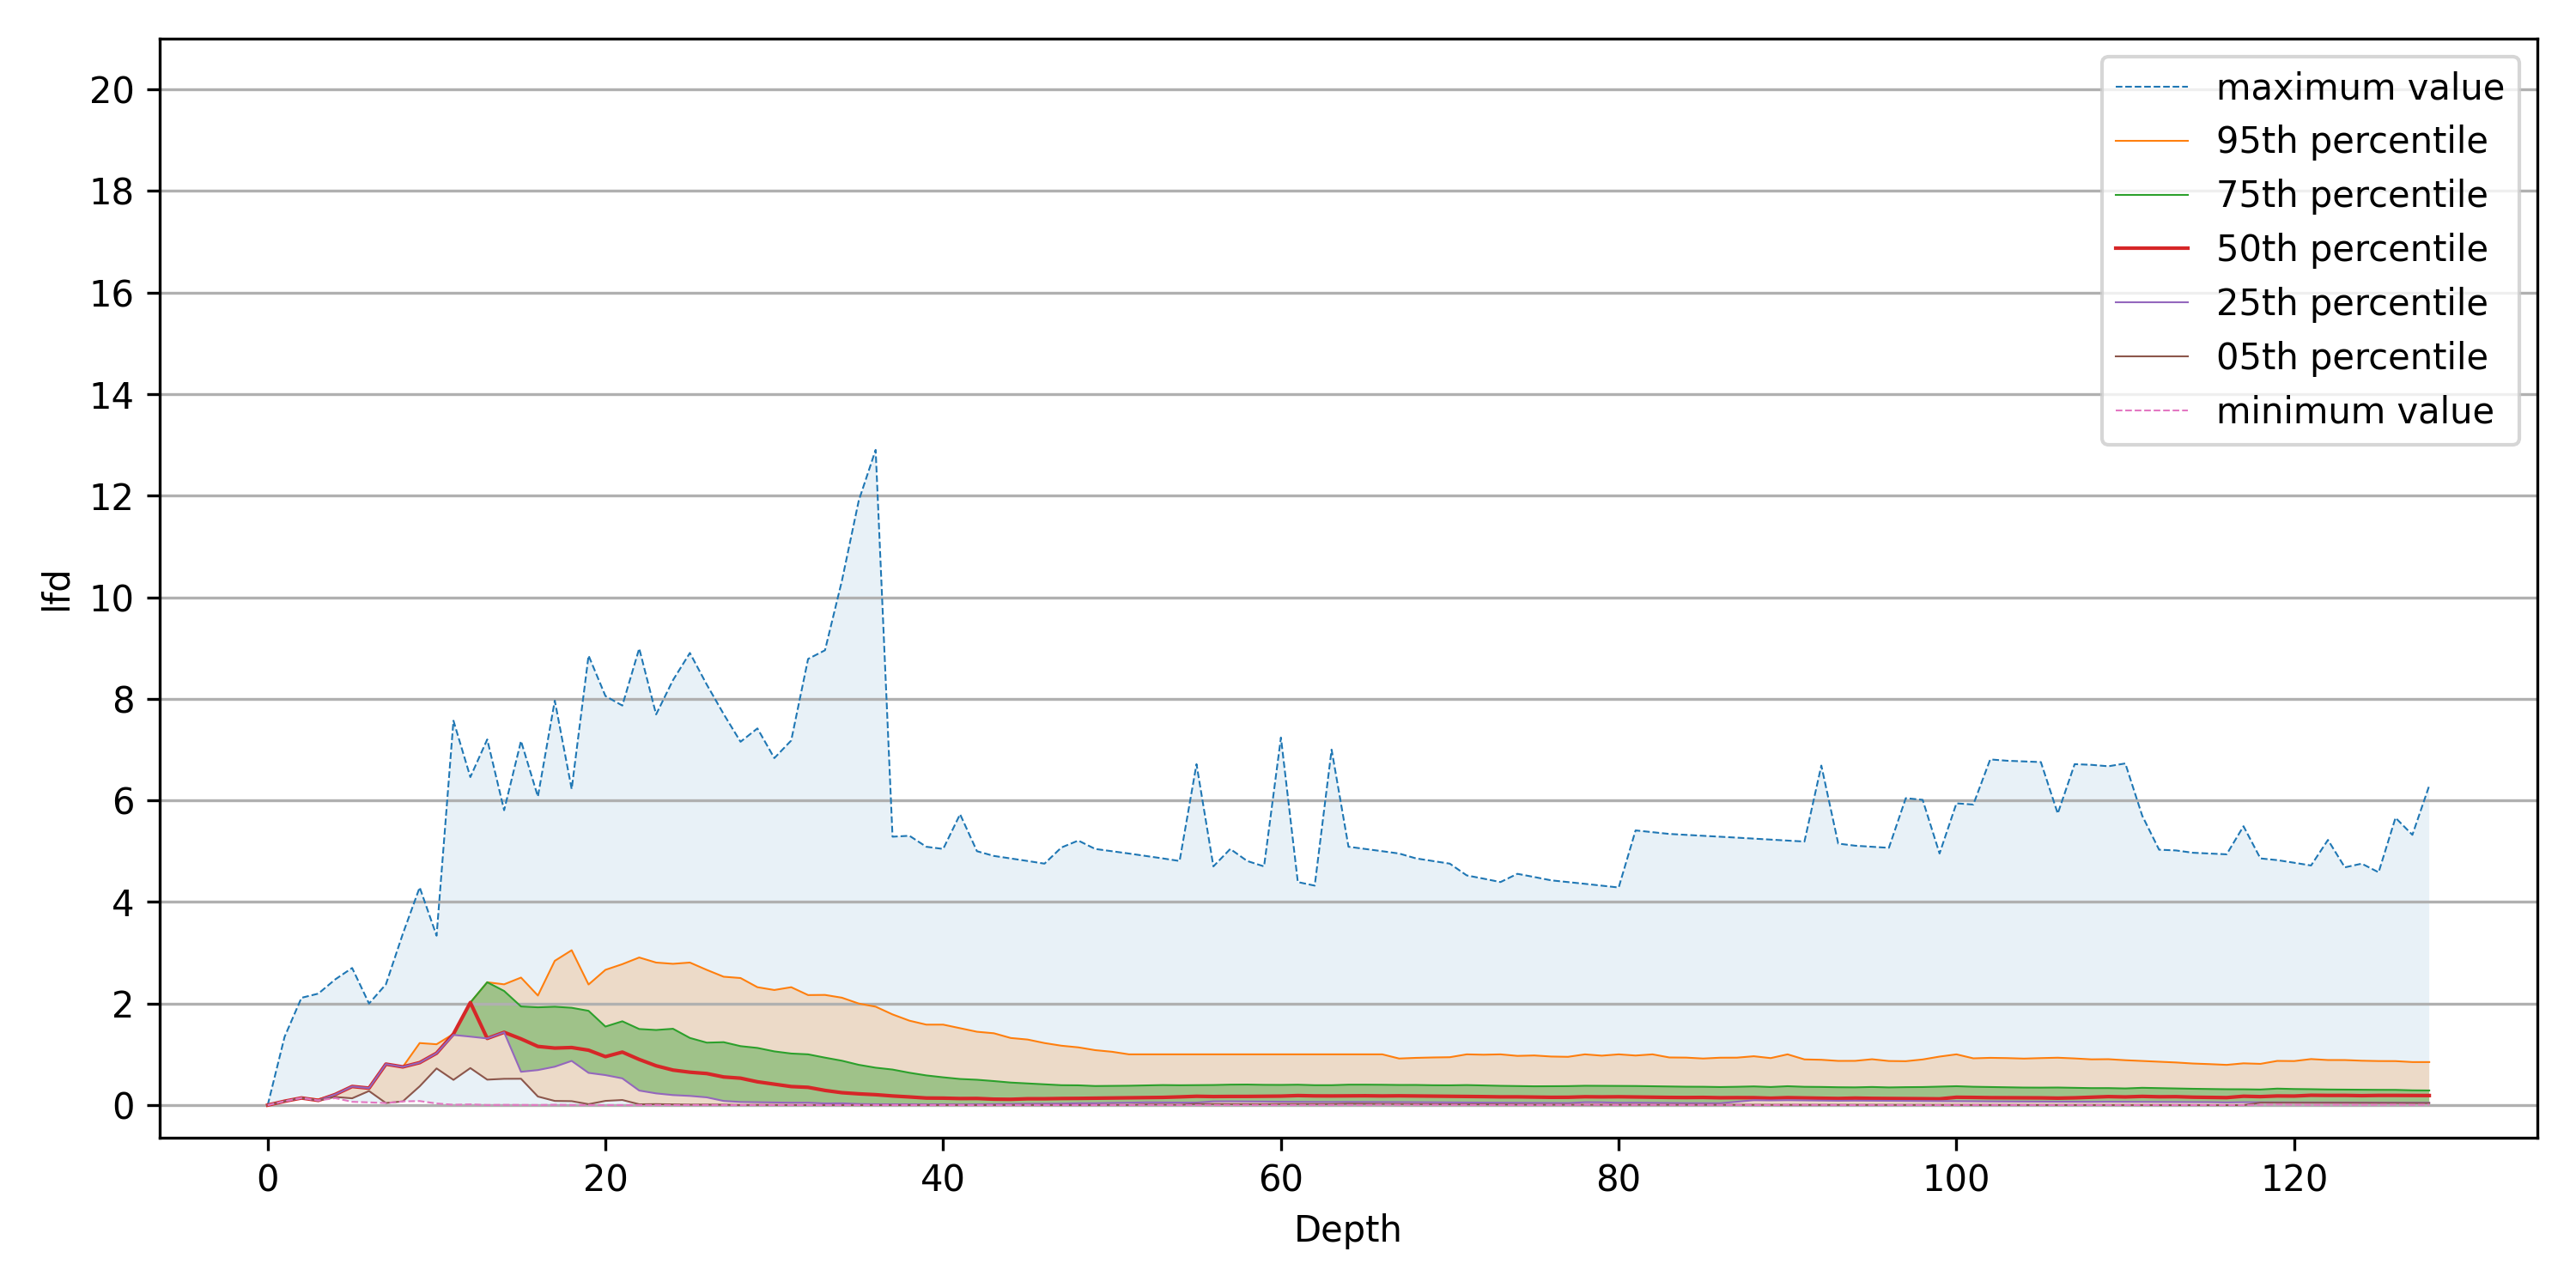 20
18
16
14
12
10
8
6
4
2
0
lfd
0 20 40 60 80 100 120
Depth
maximum value
95th percentile
75th percentile
50th percentile
25th percentile
05th percentile
minimum value